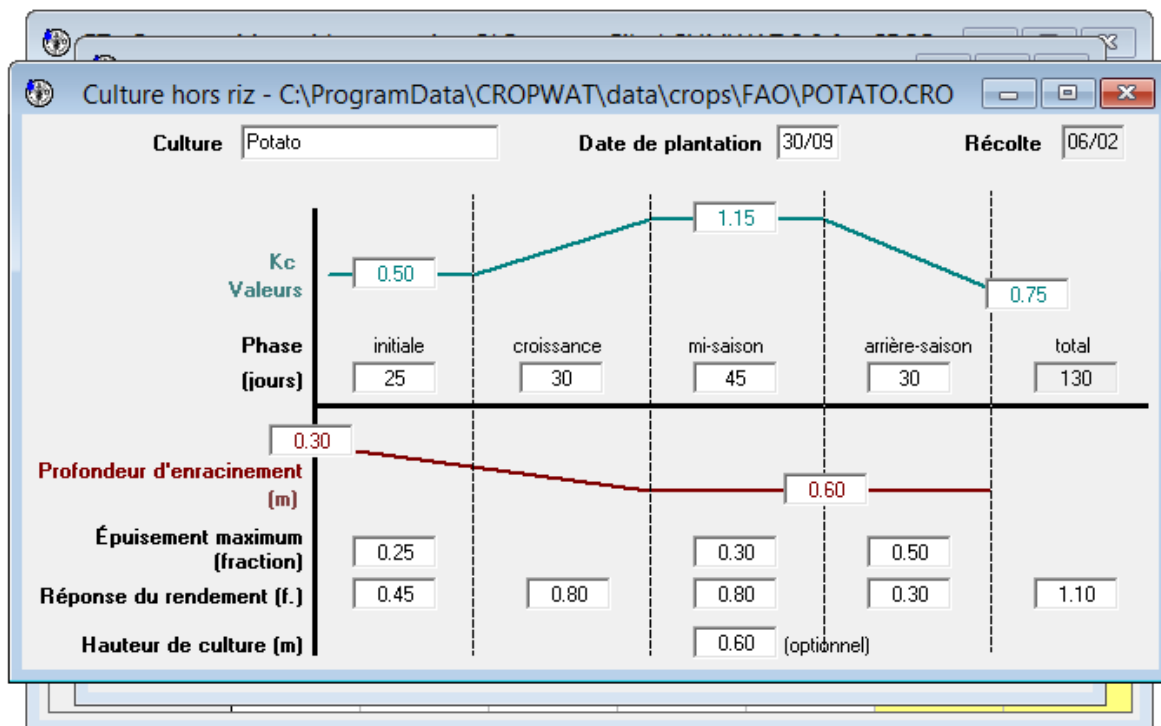 Culture hors riz - C:\ProgramData\CROPWAT\data\crops\FAO\POTATO.CRO
Culture Potato Date de plantation 30/09 Récolte 06/02
1.15
Kc 0.50
Valeurs 0.75
Phase initiale croissance mi-saison arrière-saison total
(jours) 25 30 45 30 130
0.30
Profondeur d'enracinement
(m) 0.60
Épuisement maximum
(fraction) 0.25 0.30 0.50
Réponse du rendement (f.) 0.45 0.80 0.80 0.30 1.10
Hauteur de culture (m) 0.60 (optionnel)